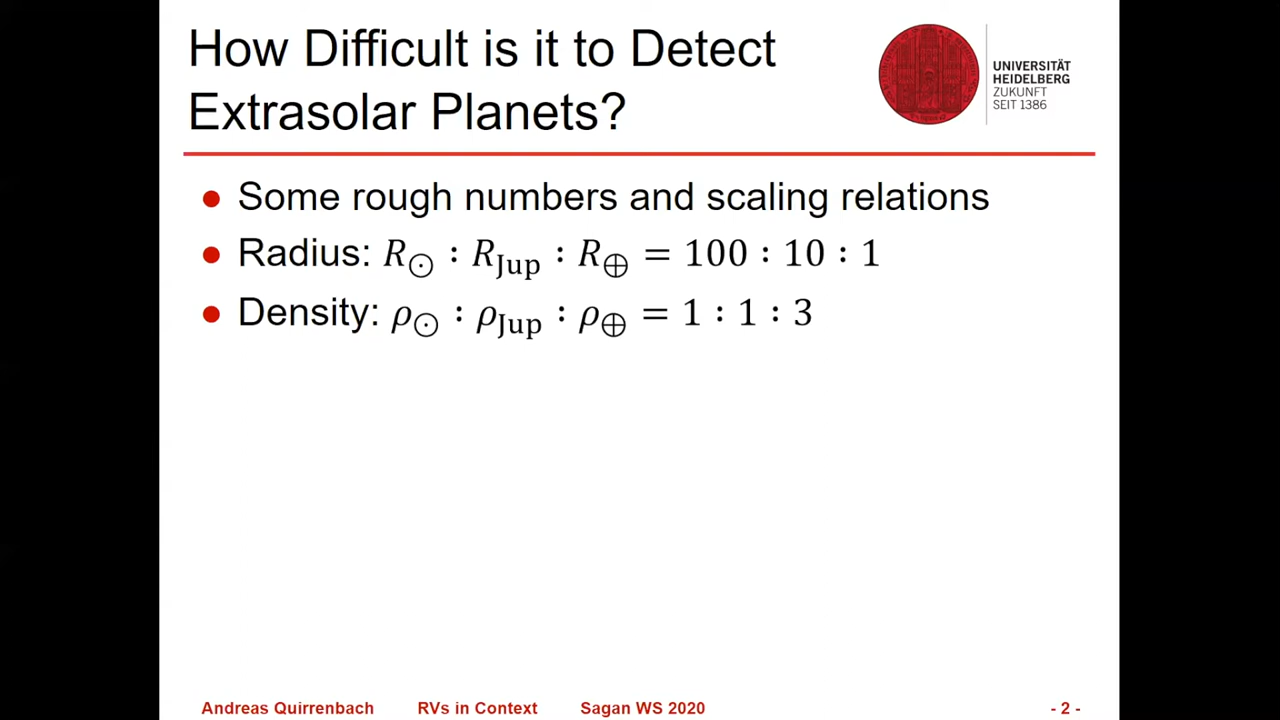 How Difficult is it to Detect
Extrasolar Planets?
UNIVERSITÄT
HEIDELBERG
ZUKUNFT
SEIT 1386
● Some rough numbers and scaling relations
● Radius: R☉ : R_Jup : R⊕ = 100 : 10 : 1
● Density: ρ☉ : ρ_Jup : ρ⊕ = 1 : 1 : 3
Andreas Quirrenbach RVs in Context Sagan WS 2020 - 2 -